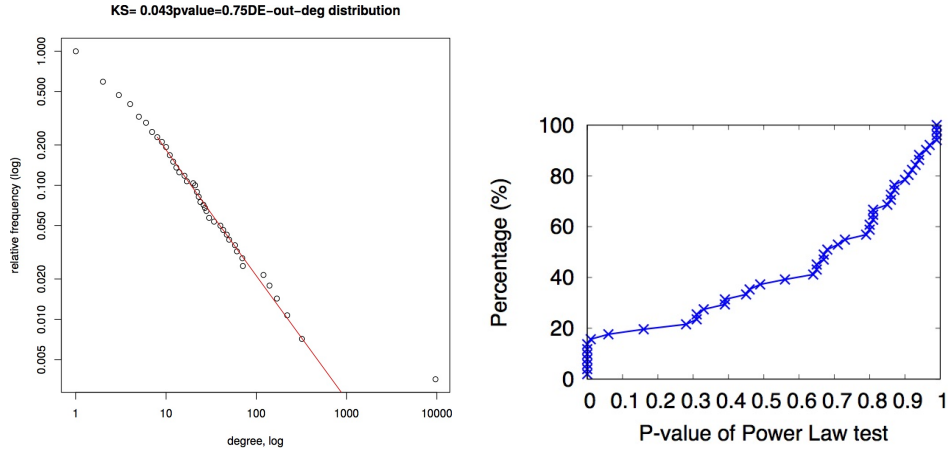 KS= 0.043pvalue=0.75DE−out−deg distribution
relative frequency (log)
1.000
0.500
0.200
0.100
0.050
0.020
0.010
0.005
1 10 100 1000 10000
degree, log
Percentage (%)
100
80
60
40
20
0
0 0.1 0.2 0.3 0.4 0.5 0.6 0.7 0.8 0.9 1
P-value of Power Law test